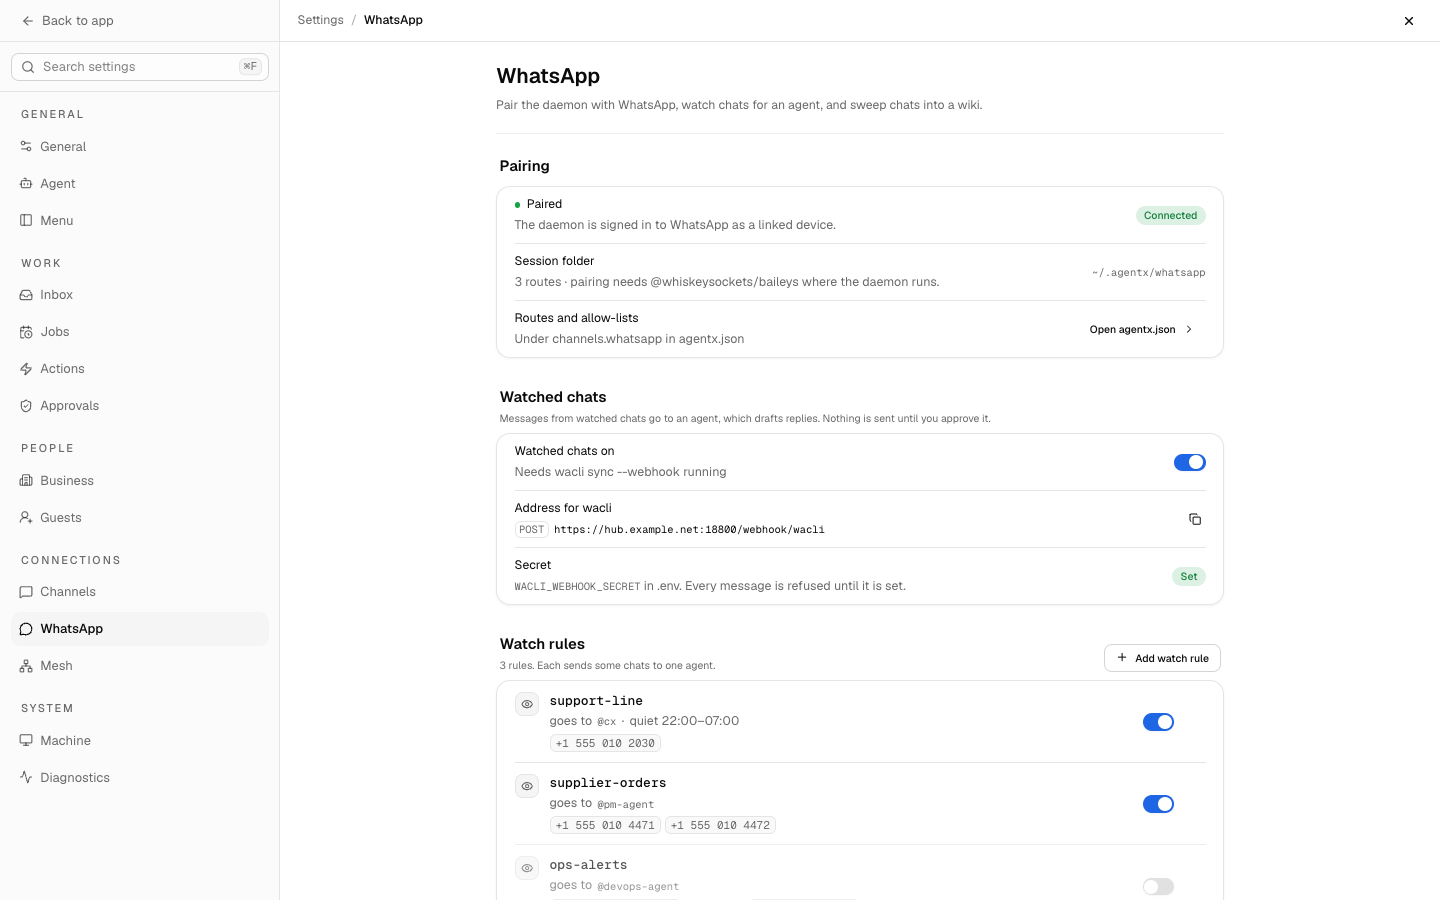 Back to app
Settings / WhatsApp
Search settings ⌘F
GENERAL
General
Agent
Menu
WORK
Inbox
Jobs
Actions
Approvals
PEOPLE
Business
Guests
CONNECTIONS
Channels
WhatsApp
Mesh
SYSTEM
Machine
Diagnostics
WhatsApp
Pair the daemon with WhatsApp, watch chats for an agent, and sweep chats into a wiki.
Pairing
Paired
The daemon is signed in to WhatsApp as a linked device.
Connected
Session folder
3 routes · pairing needs @whiskeysockets/baileys where the daemon runs.
~/.agentx/whatsapp
Routes and allow-lists
Under channels.whatsapp in agentx.json
Open agentx.json
Watched chats
Messages from watched chats go to an agent, which drafts replies. Nothing is sent until you approve it.
Watched chats on
Needs wacli sync --webhook running
Address for wacli
POST https://hub.example.net:18800/webhook/wacli
Secret
WACLI_WEBHOOK_SECRET in .env. Every message is refused until it is set.
Set
Watch rules
3 rules. Each sends some chats to one agent.
Add watch rule
support-line
goes to @cx · quiet 22:00–07:00
+1 555 010 2030
supplier-orders
goes to @pm-agent
+1 555 010 4471 +1 555 010 4472
ops-alerts
goes to @devops-agent